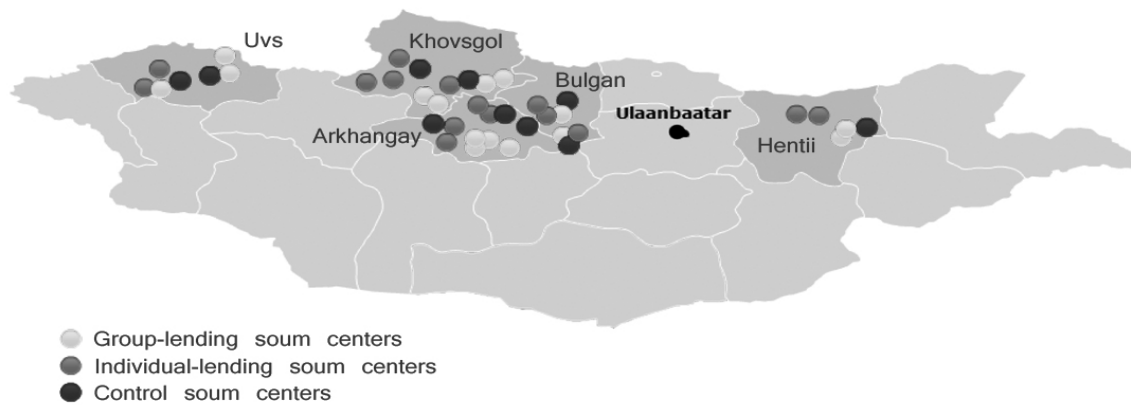 Uvs
Khovsgol
Bulgan
Ulaanbaatar
Arkhangay
Hentii
Group-lending soum centers
Individual-lending soum centers
Control soum centers